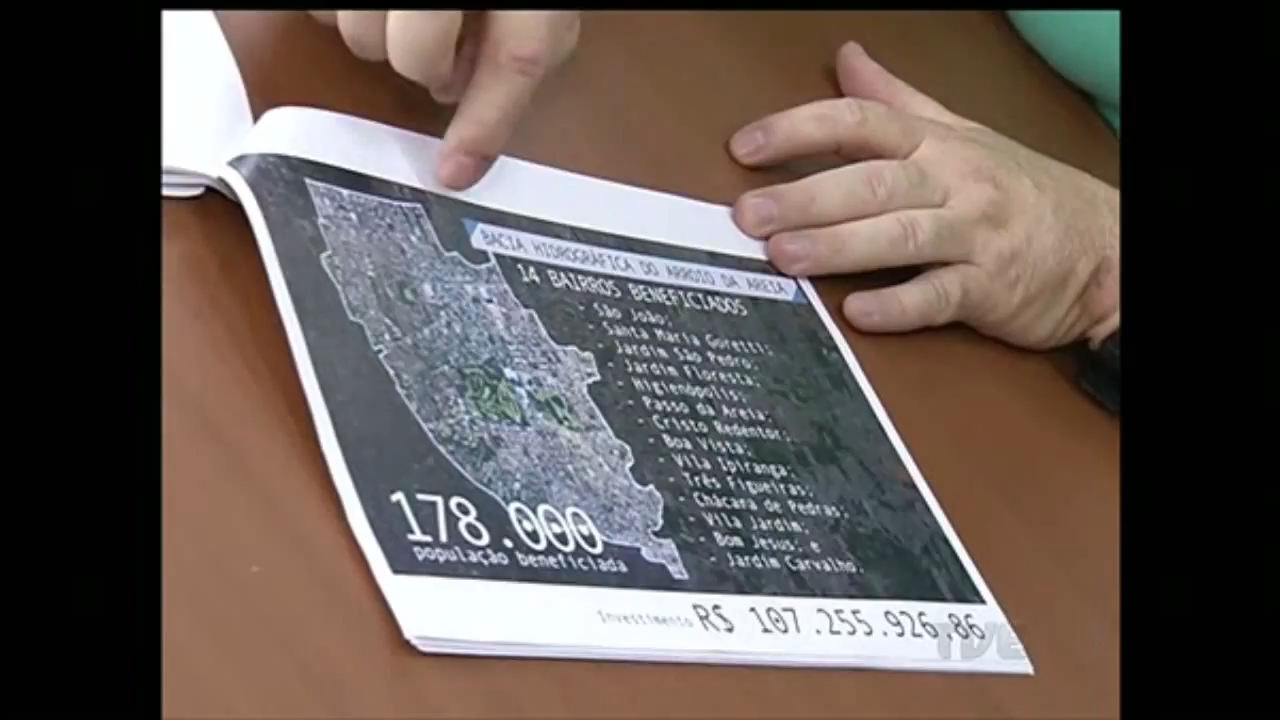 BACIA HIDROGRÁFICA DO ARROIO DA AREIA
14 BAIRROS BENEFICIADOS
- São João;
- Santa Maria Goretti;
- Jardim São Pedro;
- Jardim Floresta;
- Higienópolis;
- Passo da Areia;
- Cristo Redentor;
- Boa Vista;
- Vila Ipiranga;
- Três Figueiras;
- Chácara de Pedras;
- Vila Jardim;
- Bom Jesus; e
- Jardim Carvalho.
178.000
população beneficiada
Investimento R$ 107.255.926,86
TVE